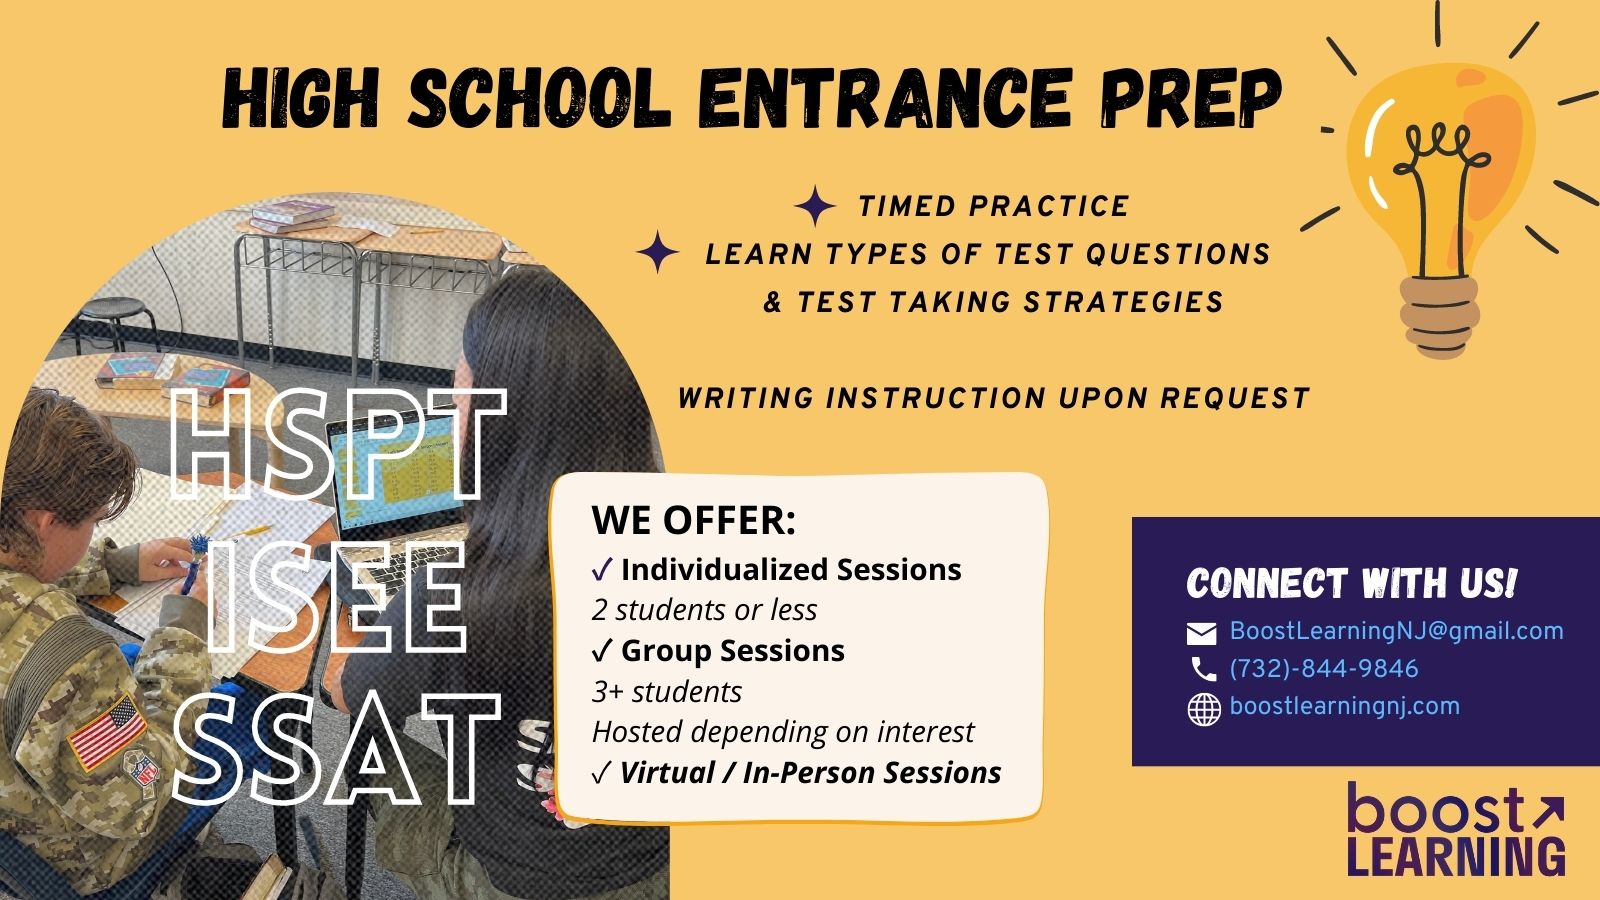 HIGH SCHOOL ENTRANCE PREP
TIMED PRACTICE
LEARN TYPES OF TEST QUESTIONS
& TEST TAKING STRATEGIES
WRITING INSTRUCTION UPON REQUEST
HSPT
ISEE
SSAT
WE OFFER:
✓ Individualized Sessions
2 students or less
✓ Group Sessions
3+ students
Hosted depending on interest
✓ Virtual / In-Person Sessions
CONNECT WITH US!
BoostLearningNJ@gmail.com
(732)-844-9846
boostlearningnj.com
boost
LEARNING
NFL